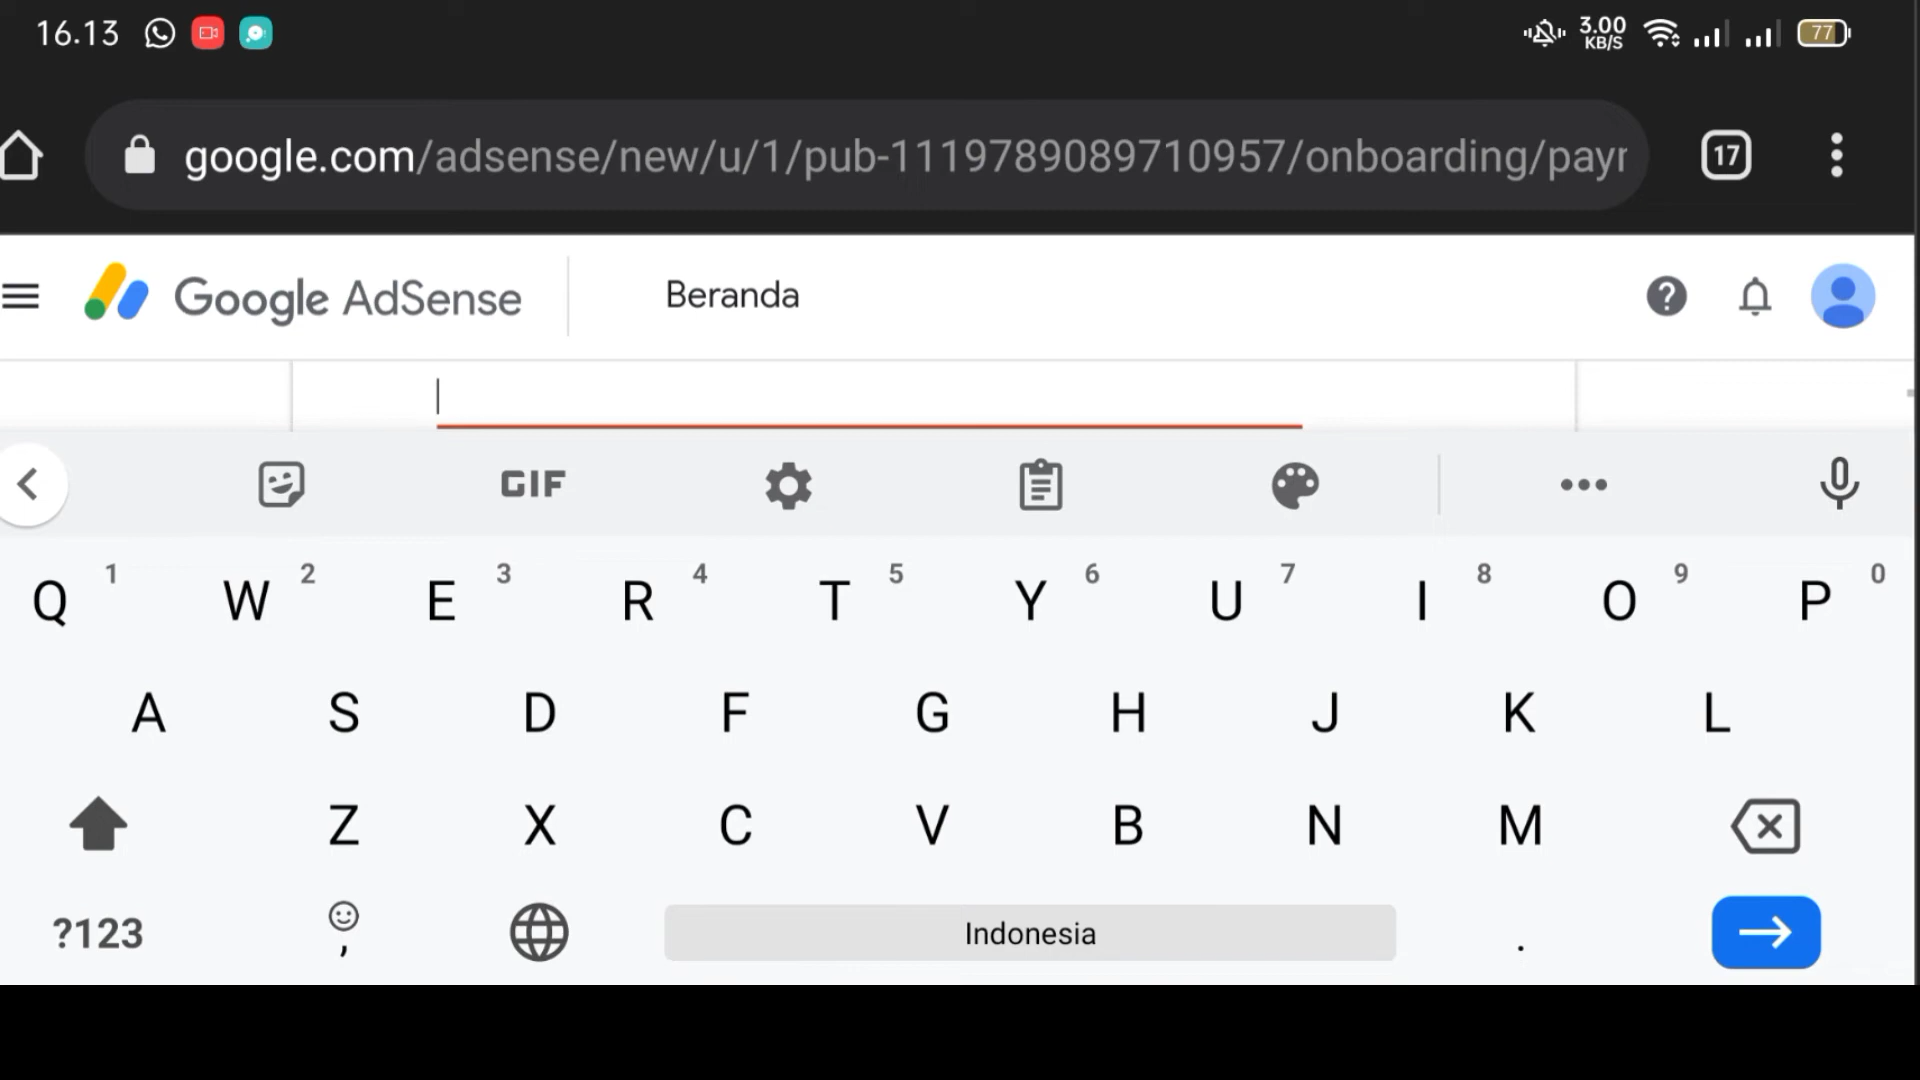 16.13
3.00
KB/S
77
google.com/adsense/new/u/1/pub-1119789089710957/onboarding/payr
17
Google AdSense
Beranda
GIF
Q 1 W 2 E 3 R 4 T 5 Y 6 U 7 I 8 O 9 P 0
A S D F G H J K L
Z X C V B N M
?123 , Indonesia .